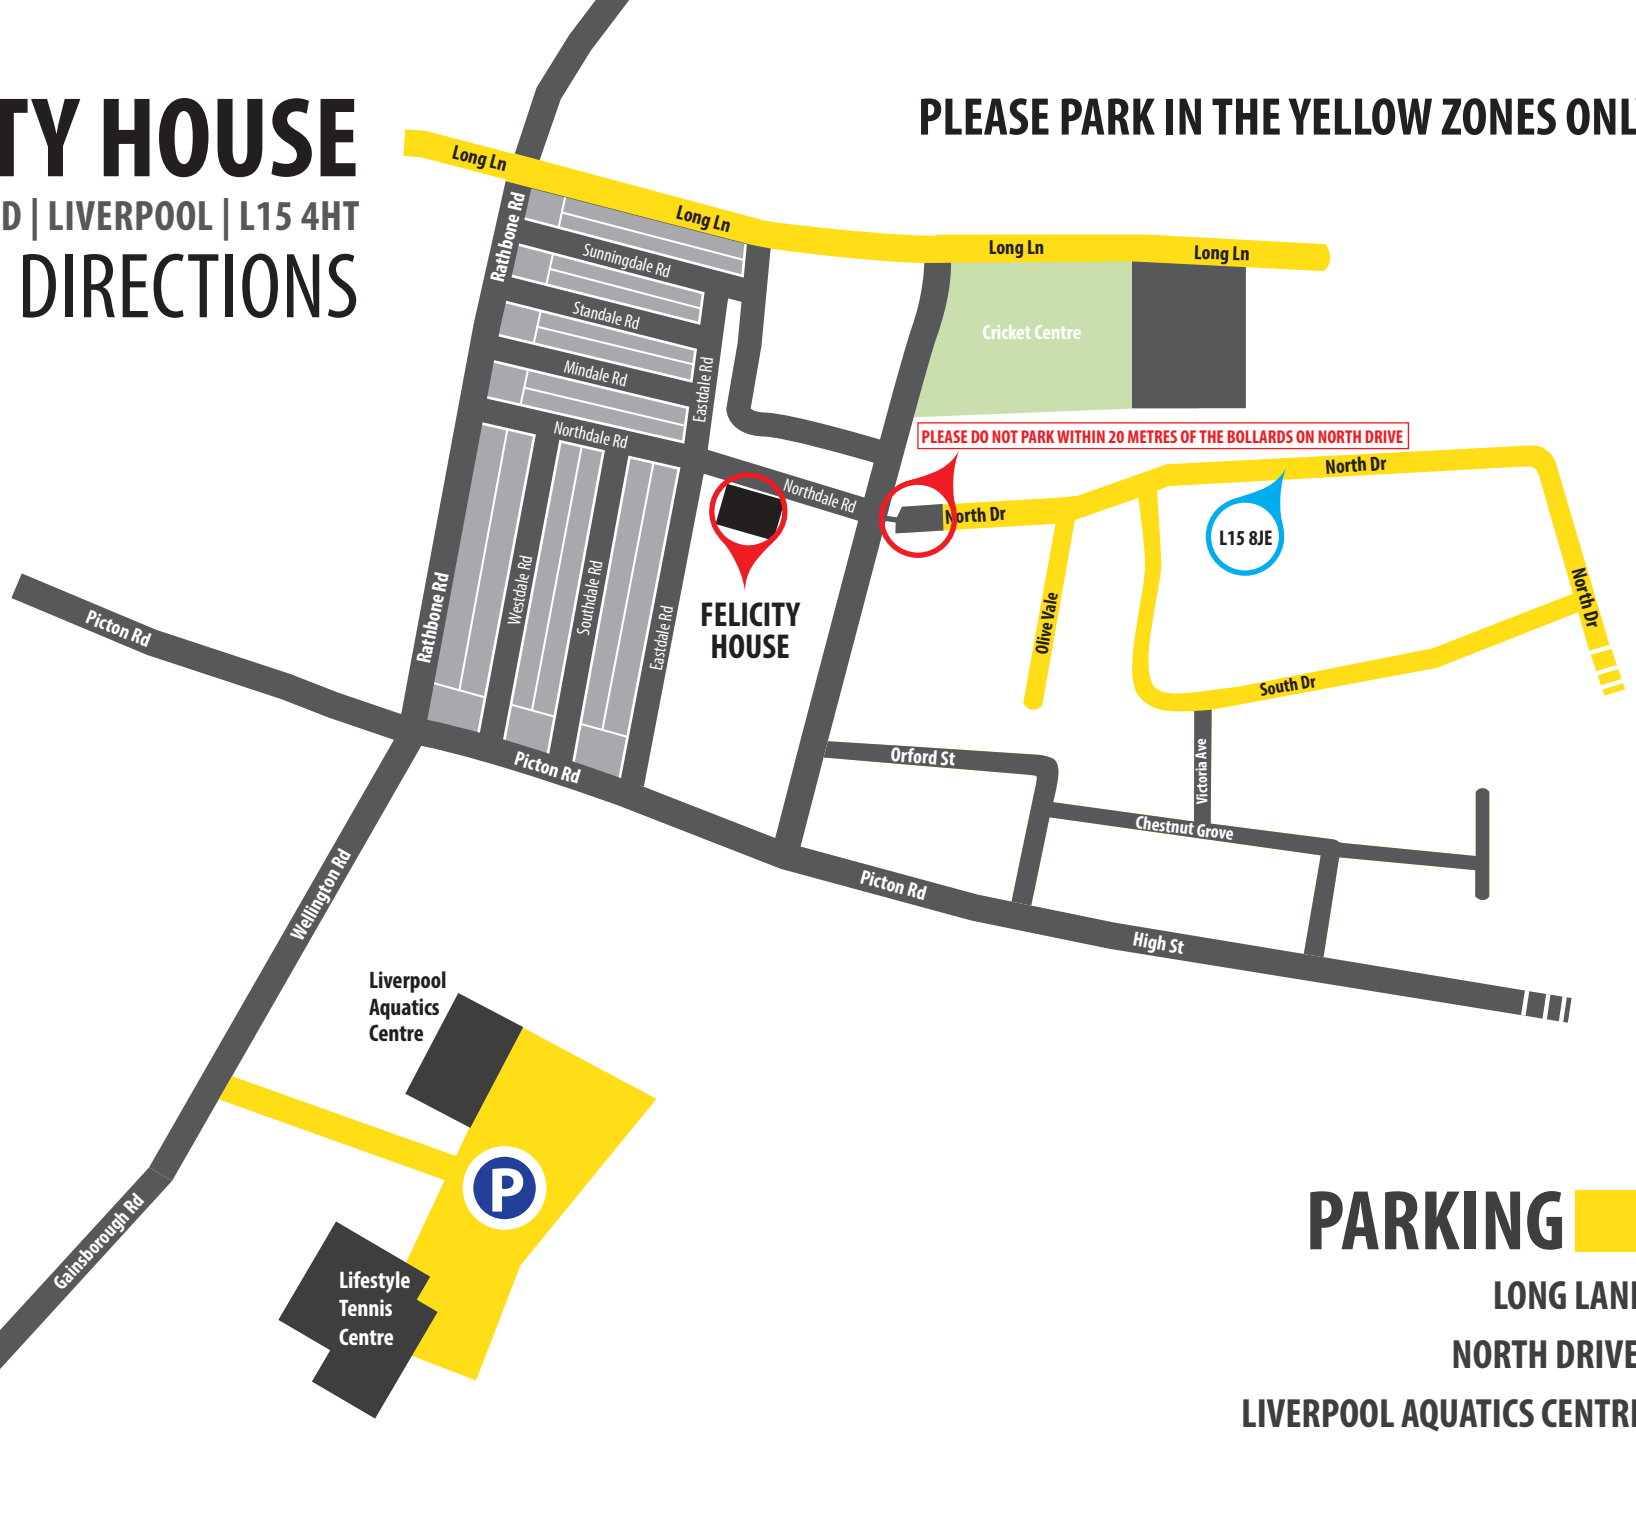 TY HOUSE
D | LIVERPOOL | L15 4HT
DIRECTIONS
PLEASE PARK IN THE YELLOW ZONES ONL
Long Ln
Long Ln
Long Ln
Long Ln
Rathbone Rd
Sunningdale Rd
Standale Rd
Mindale Rd
Northdale Rd
Eastdale Rd
Cricket Centre
PLEASE DO NOT PARK WITHIN 20 METRES OF THE BOLLARDS ON NORTH DRIVE
Northdale Rd
North Dr
North Dr
L15 8JE
North Dr
FELICITY
HOUSE
Rathbone Rd
Westdale Rd
Southdale Rd
Eastdale Rd
Olive Vale
South Dr
Picton Rd
Picton Rd
Orford St
Victoria Ave
Chestnut Grove
Picton Rd
High St
Wellington Rd
Liverpool
Aquatics
Centre
P
Gainsborough Rd
Lifestyle
Tennis
Centre
PARKING
LONG LAN
NORTH DRIVE
LIVERPOOL AQUATICS CENTR